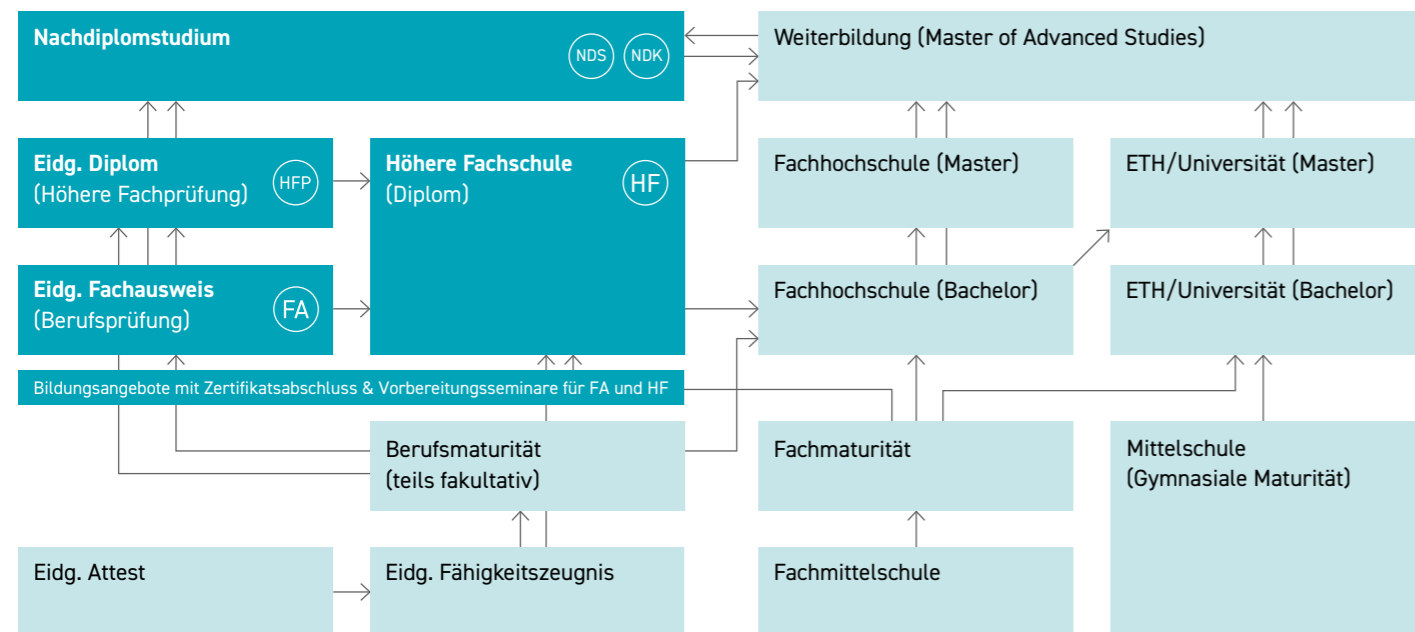 Nachdiplomstudium
NDS NDK
Weiterbildung (Master of Advanced Studies)
Eidg. Diplom
(Höhere Fachprüfung)
HFP
Höhere Fachschule
(Diplom)
HF
Fachhochschule (Master)
ETH/Universität (Master)
Eidg. Fachausweis
(Berufsprüfung)
FA
Fachhochschule (Bachelor)
ETH/Universität (Bachelor)
Bildungsangebote mit Zertifikatsabschluss & Vorbereitungsseminare für FA und HF
Berufsmaturität
(teils fakultativ)
Fachmaturität
Mittelschule
(Gymnasiale Maturität)
Eidg. Attest
Eidg. Fähigkeitszeugnis
Fachmittelschule